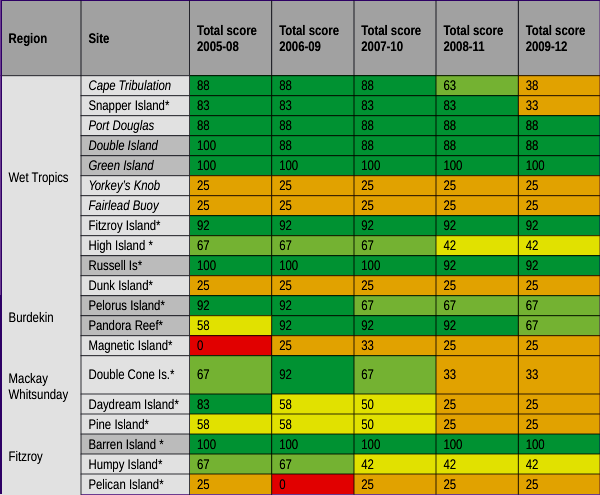 Region Site Total score 2005-08 Total score 2006-09 Total score 2007-10 Total score 2008-11 Total score 2009-12
Wet Tropics
Cape Tribulation 88 88 88 63 38
Snapper Island* 83 83 83 83 33
Port Douglas 88 88 88 88 88
Double Island 100 88 88 88 88
Green Island 100 100 100 100 100
Yorkey's Knob 25 25 25 25 25
Fairlead Buoy 25 25 25 25 25
Fitzroy Island* 92 92 92 92 92
High Island * 67 67 67 42 42
Russell Is* 100 100 100 92 92
Dunk Island* 25 25 25 25 25
Burdekin
Pelorus Island* 92 92 67 67 67
Pandora Reef* 58 92 92 92 67
Magnetic Island* 0 25 33 25 25
Mackay Whitsunday
Double Cone Is.* 67 92 67 33 33
Daydream Island* 83 58 50 25 25
Pine Island* 58 58 50 25 25
Fitzroy
Barren Island * 100 100 100 100 100
Humpy Island* 67 67 42 42 42
Pelican Island* 25 0 25 25 25